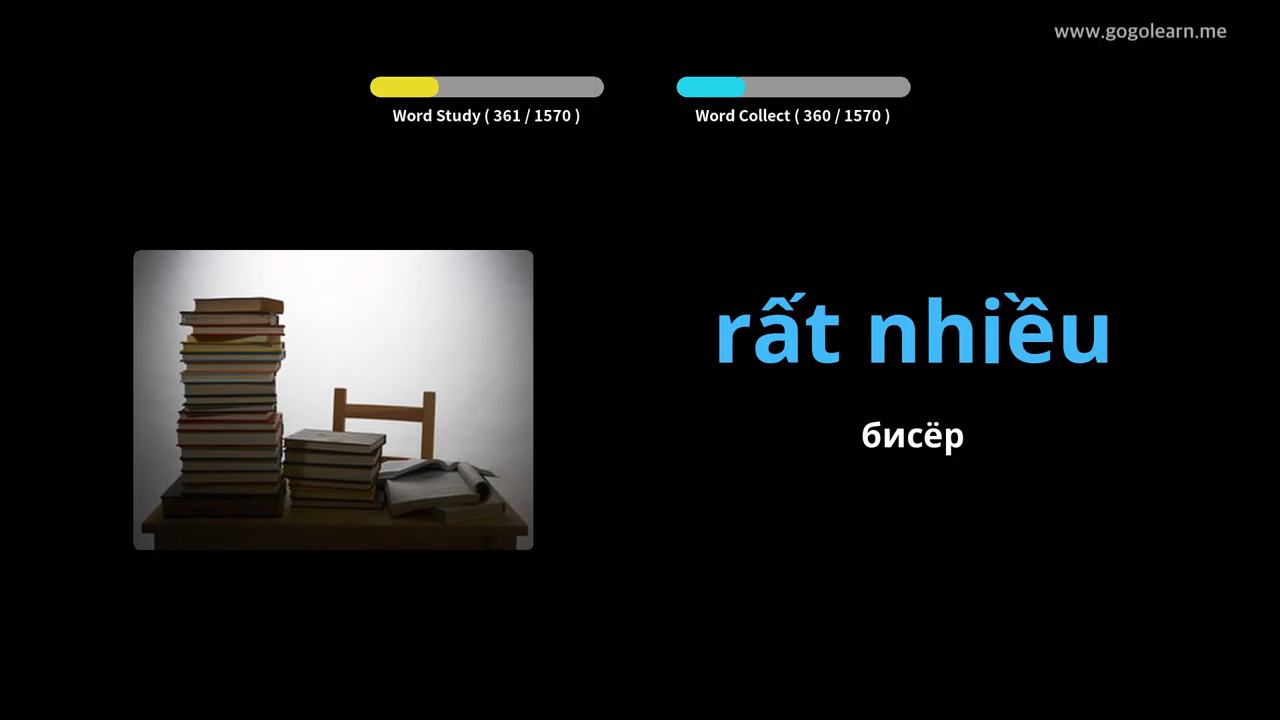 www.gogolearn.me
Word Study ( 361 / 1570 )
Word Collect ( 360 / 1570 )
rất nhiều
бисёр